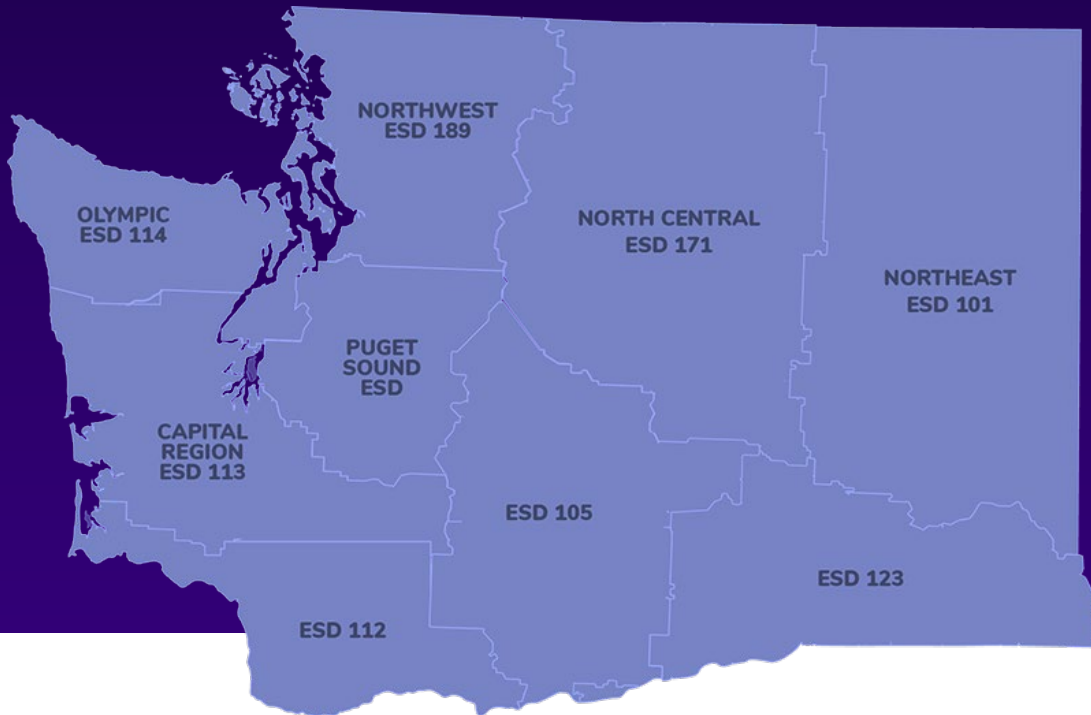 NORTHWEST
ESD 189
OLYMPIC
ESD 114
NORTH CENTRAL
ESD 171
NORTHEAST
ESD 101
PUGET
SOUND
ESD
CAPITAL
REGION
ESD 113
ESD 105
ESD 123
ESD 112